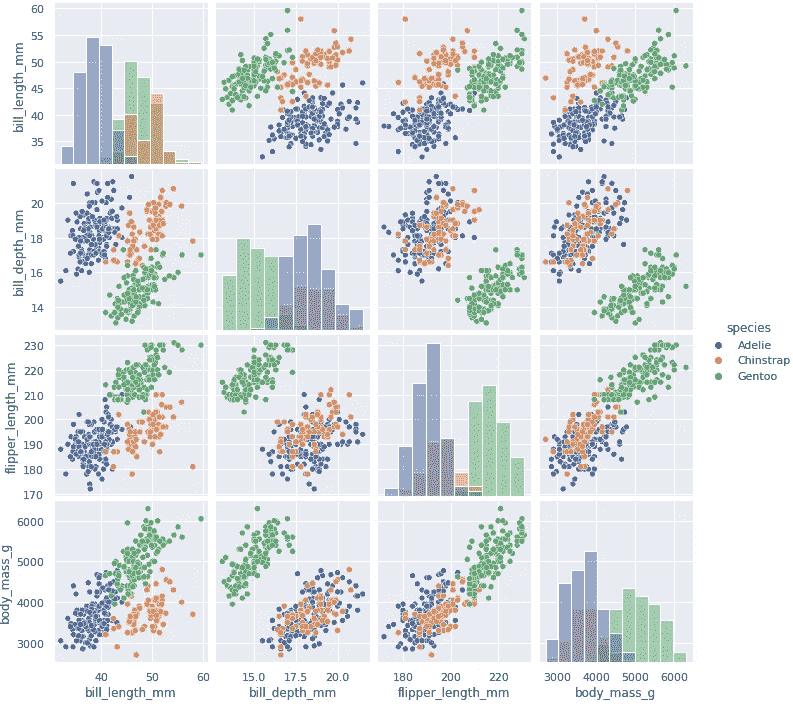 60
55
50
45
40
35
bill_length_mm
20
18
16
14
bill_depth_mm
species
Adelie
Chinstrap
Gentoo
230
220
210
200
190
180
170
flipper_length_mm
6000
5000
4000
3000
body_mass_g
40 50 60
bill_length_mm
15.0 17.5 20.0
bill_depth_mm
180 200 220
flipper_length_mm
3000 4000 5000 6000
body_mass_g